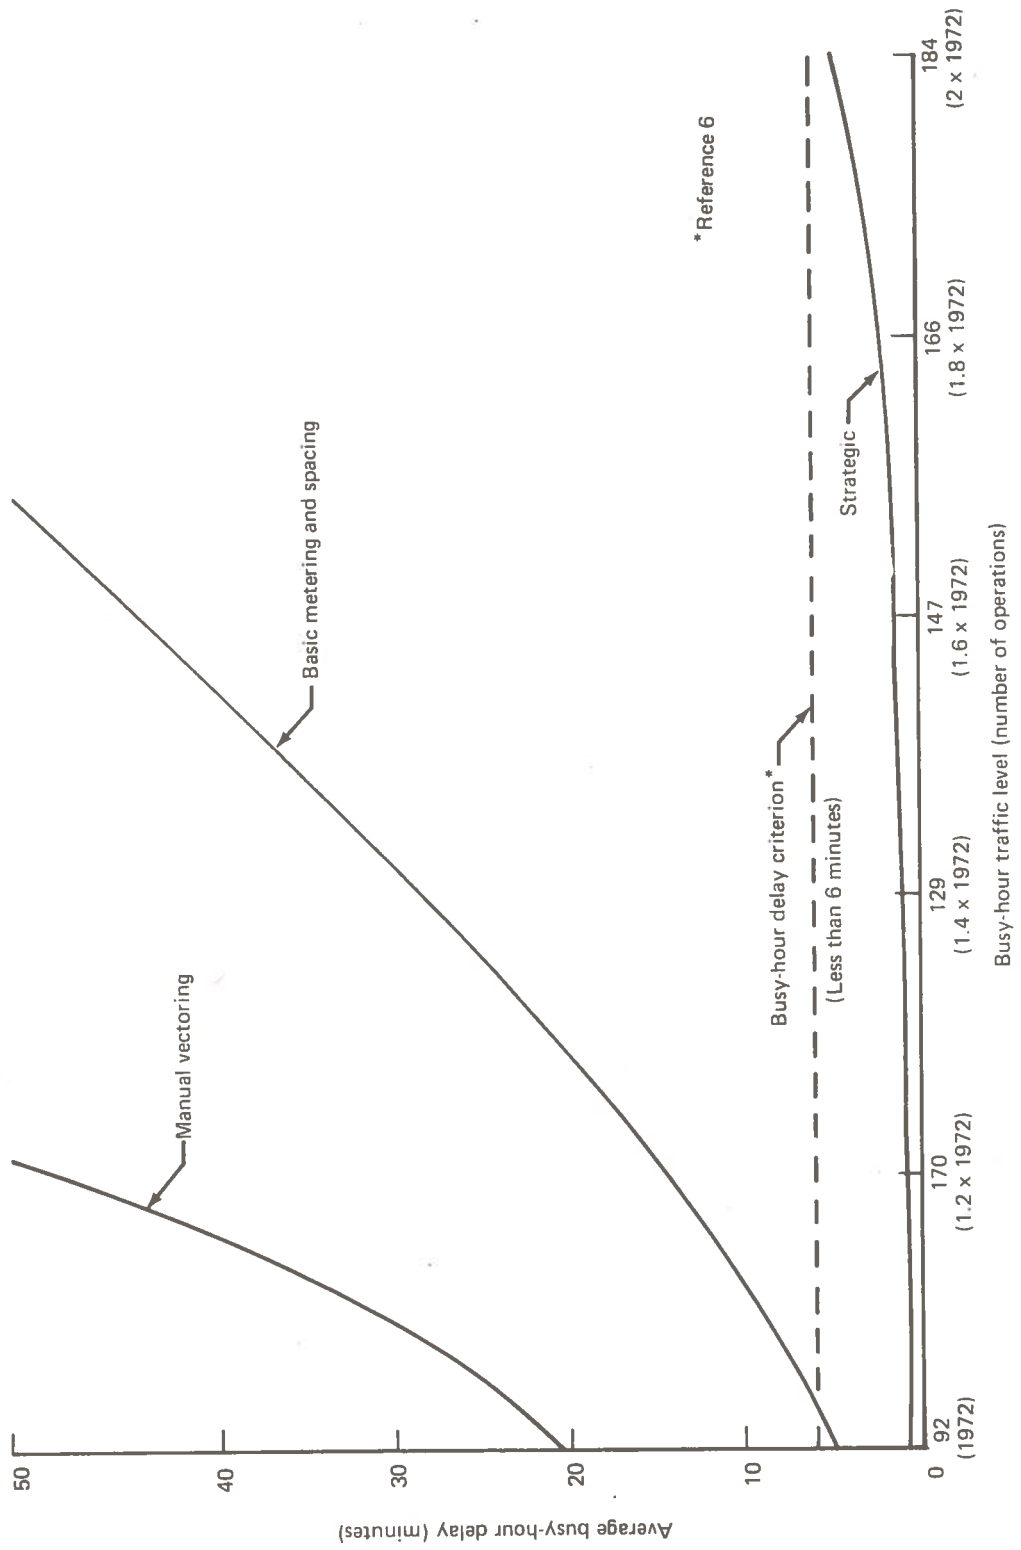 Average busy-hour delay (minutes)
50
40
30
20
10
0
Manual vectoring
Basic metering and spacing
Busy-hour delay criterion*
(Less than 6 minutes)
Strategic
*Reference 6
92
(1972)
170
(1.2 x 1972)
129
(1.4 x 1972)
147
(1.6 x 1972)
166
(1.8 x 1972)
184
(2 x 1972)
Busy-hour traffic level (number of operations)